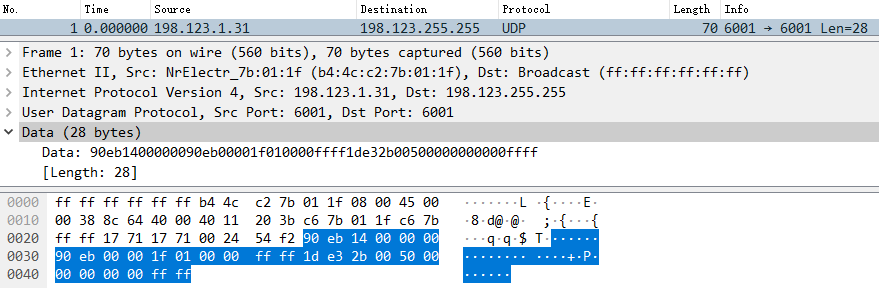 No. Time Source Destination Protocol Length Info
1 0.000000 198.123.1.31 198.123.255.255 UDP 70 6001 → 6001 Len=28
Frame 1: 70 bytes on wire (560 bits), 70 bytes captured (560 bits)
Ethernet II, Src: NrElectr_7b:01:1f (b4:4c:c2:7b:01:1f), Dst: Broadcast (ff:ff:ff:ff:ff:ff)
Internet Protocol Version 4, Src: 198.123.1.31, Dst: 198.123.255.255
User Datagram Protocol, Src Port: 6001, Dst Port: 6001
Data (28 bytes)
Data: 90eb1400000090eb00001f010000ffff1de32b00500000000000ffff
[Length: 28]
0000 ff ff ff ff ff ff b4 4c c2 7b 01 1f 08 00 45 00 ·······L ·{····E·
0010 00 38 8c 64 40 00 40 11 20 3b c6 7b 01 1f c6 7b ·8·d@·@· ;·{···{
0020 ff ff 17 71 17 71 00 24 54 f2 90 eb 14 00 00 00 ···q·q·$ T·······
0030 90 eb 00 00 1f 01 00 00 ff ff 1d e3 2b 00 50 00 ········ ····+·P·
0040 00 00 00 00 ff ff ······